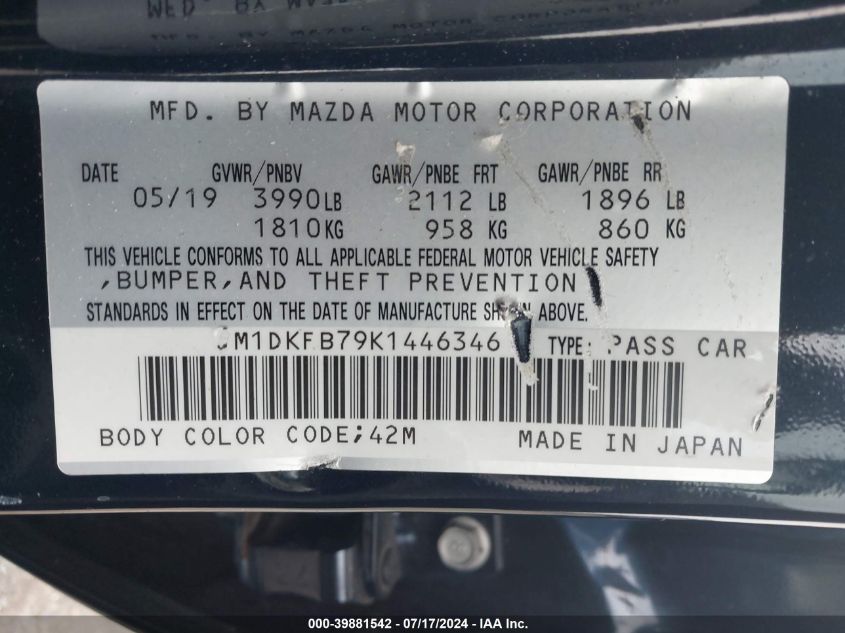 MFD. BY MAZDA MOTOR CORPORATION
DATE GVWR/PNBV GAWR/PNBE FRT GAWR/PNBE RR
05/19 3990LB 2112 LB 1896 LB
1810KG 958 KG 860 KG
THIS VEHICLE CONFORMS TO ALL APPLICABLE FEDERAL MOTOR VEHICLE SAFETY
,BUMPER,AND THEFT PREVENTION
STANDARDS IN EFFECT ON THE DATE OF MANUFACTURE SHOWN ABOVE.
TYPE: PASS CAR
BODY COLOR CODE;42M MADE IN JAPAN
000-39881542 / 07/17/2024 - IAA Inc.